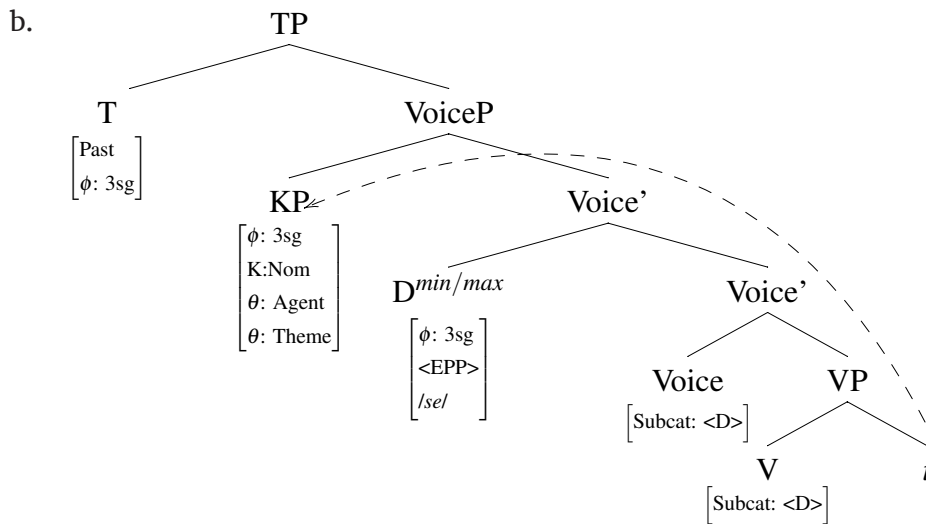 b.
TP
T VoiceP
Past
ϕ: 3sg
KP Voice’
ϕ: 3sg
K:Nom
θ: Agent
θ: Theme
D^min/max Voice’
ϕ: 3sg
<EPP>
/se/
Voice VP
[Subcat: <D>]
V
[Subcat: <D>]